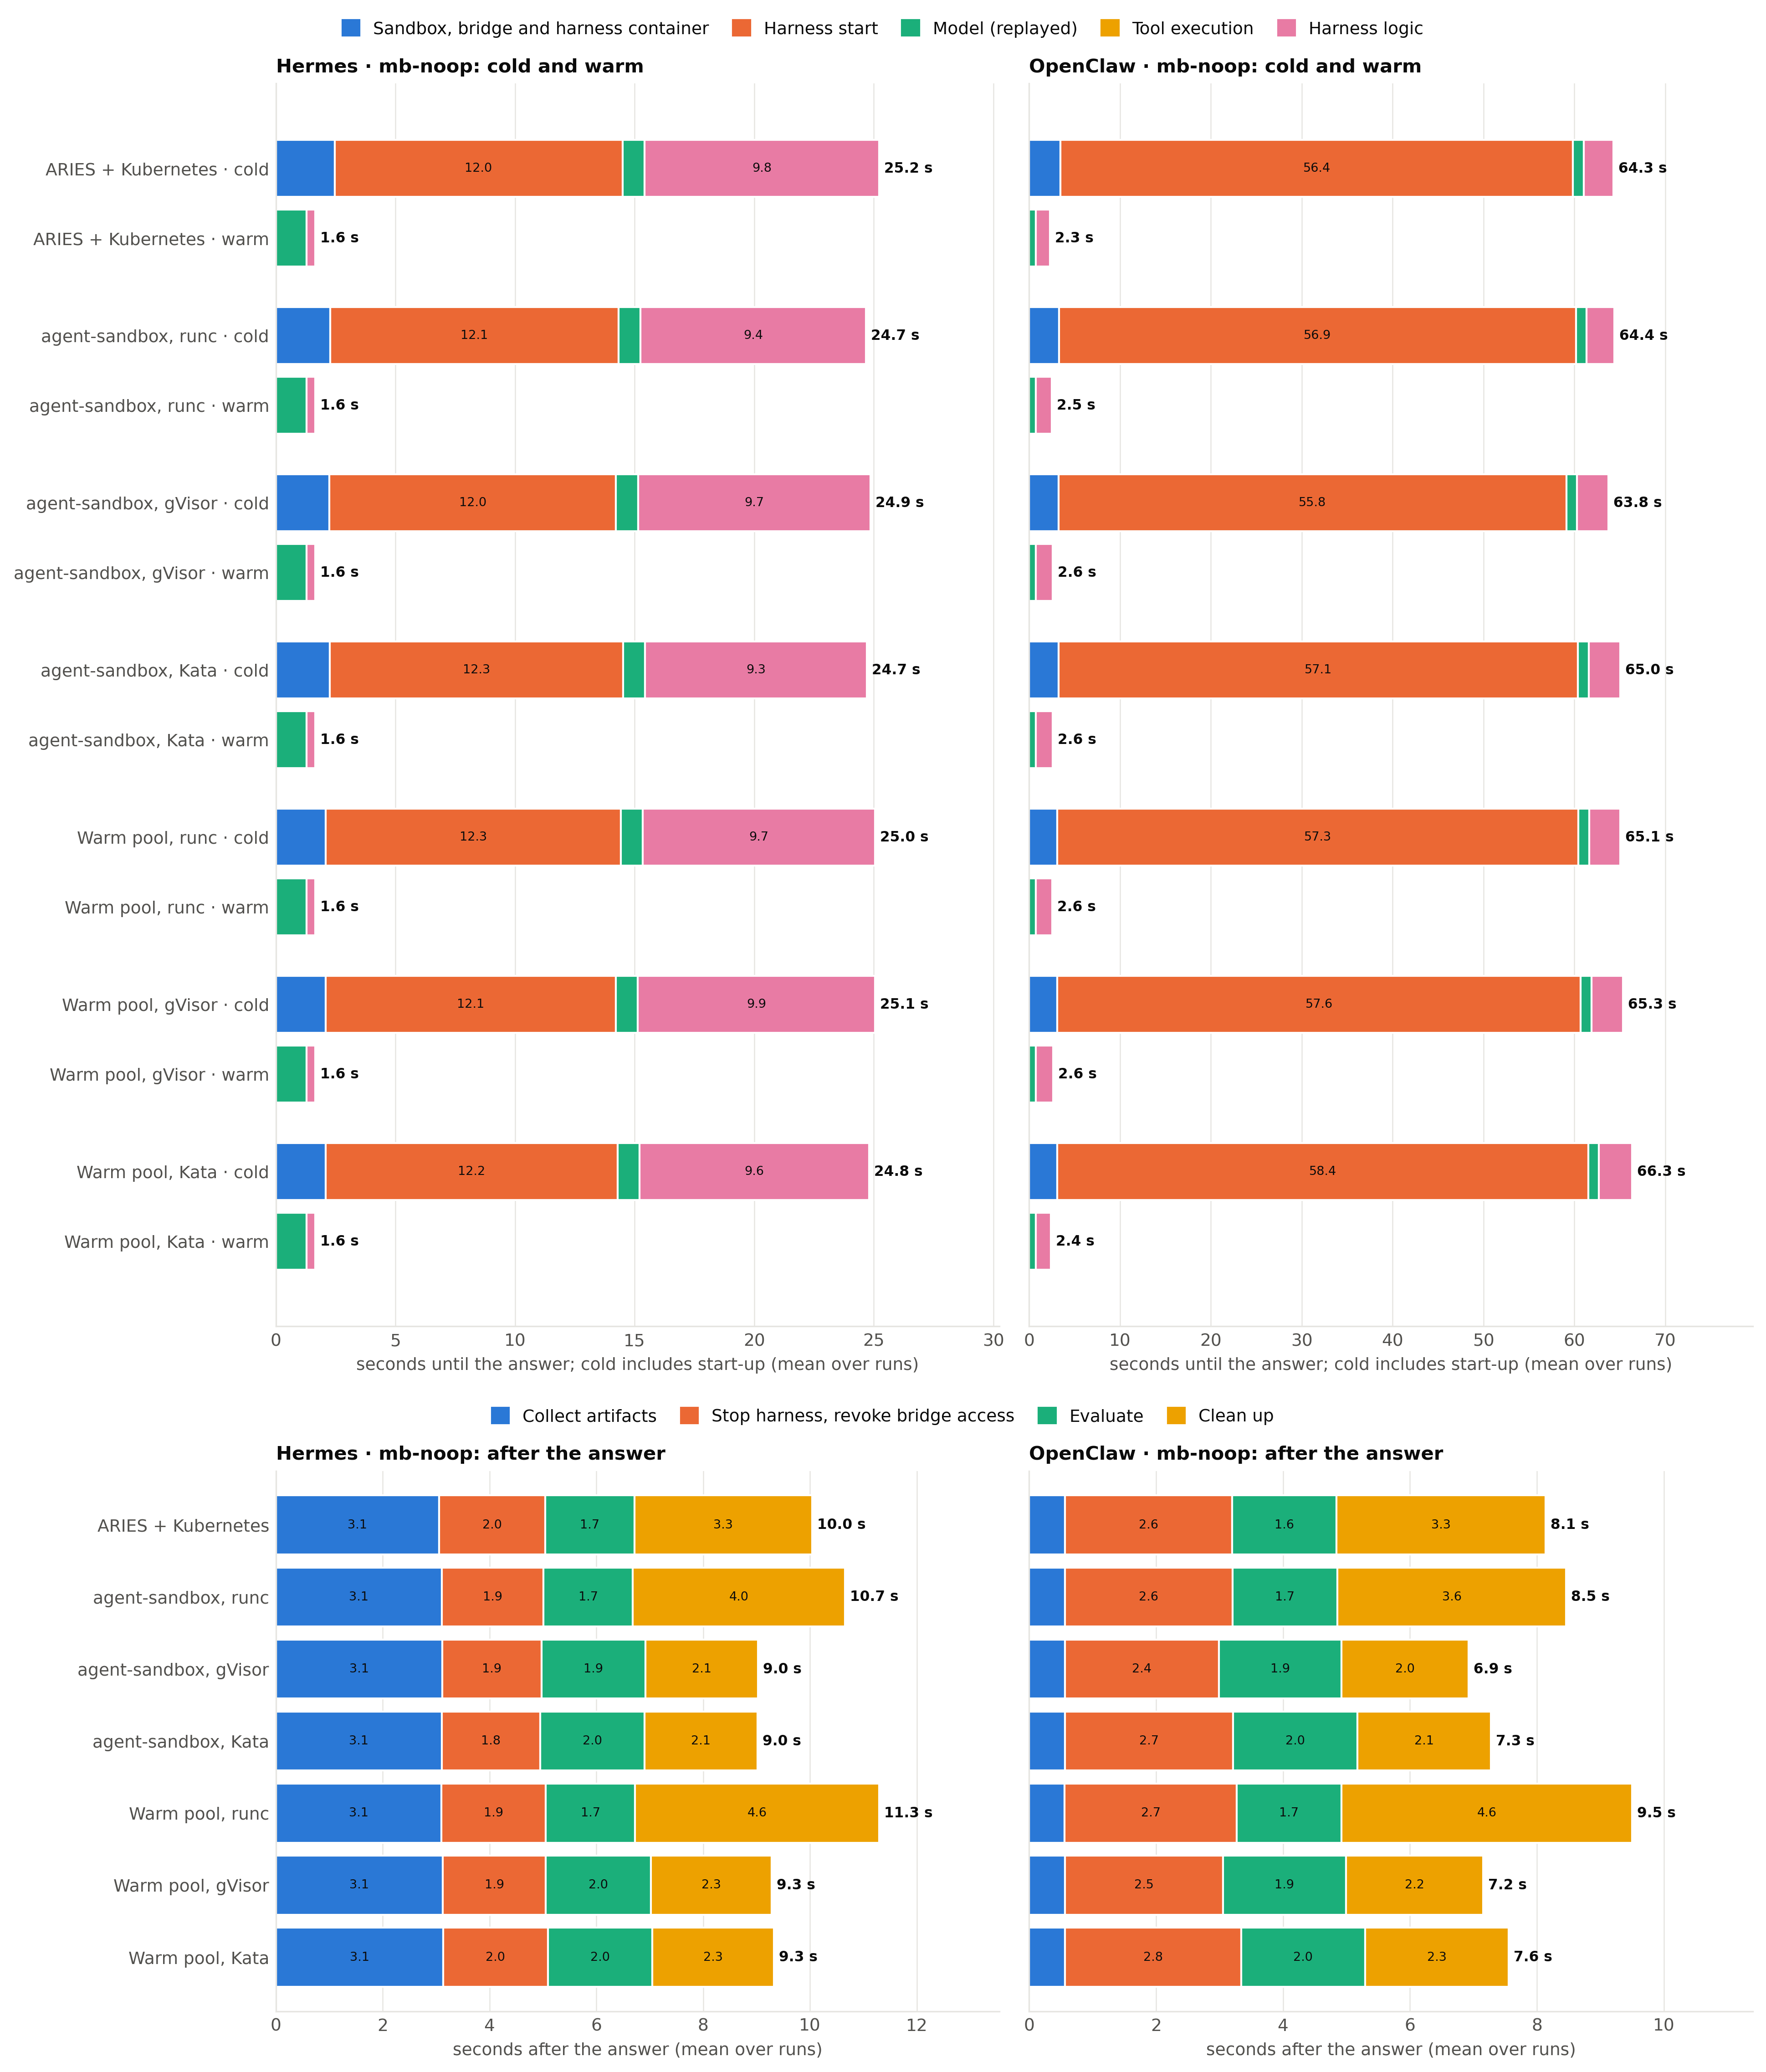 Sandbox, bridge and harness container Harness start Model (replayed) Tool execution Harness logic
Hermes · mb-noop: cold and warm
ARIES + Kubernetes · cold 12.0 9.8 25.2 s
ARIES + Kubernetes · warm 1.6 s
agent-sandbox, runc · cold 12.1 9.4 24.7 s
agent-sandbox, runc · warm 1.6 s
agent-sandbox, gVisor · cold 12.0 9.7 24.9 s
agent-sandbox, gVisor · warm 1.6 s
agent-sandbox, Kata · cold 12.3 9.3 24.7 s
agent-sandbox, Kata · warm 1.6 s
Warm pool, runc · cold 12.3 9.7 25.0 s
Warm pool, runc · warm 1.6 s
Warm pool, gVisor · cold 12.1 9.9 25.1 s
Warm pool, gVisor · warm 1.6 s
Warm pool, Kata · cold 12.2 9.6 24.8 s
Warm pool, Kata · warm 1.6 s
0 5 10 15 20 25 30
seconds until the answer; cold includes start-up (mean over runs)
OpenClaw · mb-noop: cold and warm
56.4 64.3 s
2.3 s
56.9 64.4 s
2.5 s
55.8 63.8 s
2.6 s
57.1 65.0 s
2.6 s
57.3 65.1 s
2.6 s
57.6 65.3 s
2.6 s
58.4 66.3 s
2.4 s
0 10 20 30 40 50 60 70
seconds until the answer; cold includes start-up (mean over runs)
Collect artifacts Stop harness, revoke bridge access Evaluate Clean up
Hermes · mb-noop: after the answer
ARIES + Kubernetes 3.1 2.0 1.7 3.3 10.0 s
agent-sandbox, runc 3.1 1.9 1.7 4.0 10.7 s
agent-sandbox, gVisor 3.1 1.9 1.9 2.1 9.0 s
agent-sandbox, Kata 3.1 1.8 2.0 2.1 9.0 s
Warm pool, runc 3.1 1.9 1.7 4.6 11.3 s
Warm pool, gVisor 3.1 1.9 2.0 2.3 9.3 s
Warm pool, Kata 3.1 2.0 2.0 2.3 9.3 s
0 2 4 6 8 10 12
seconds after the answer (mean over runs)
OpenClaw · mb-noop: after the answer
2.6 1.6 3.3 8.1 s
2.6 1.7 3.6 8.5 s
2.4 1.9 2.0 6.9 s
2.7 2.0 2.1 7.3 s
2.7 1.7 4.6 9.5 s
2.5 1.9 2.2 7.2 s
2.8 2.0 2.3 7.6 s
0 2 4 6 8 10
seconds after the answer (mean over runs)